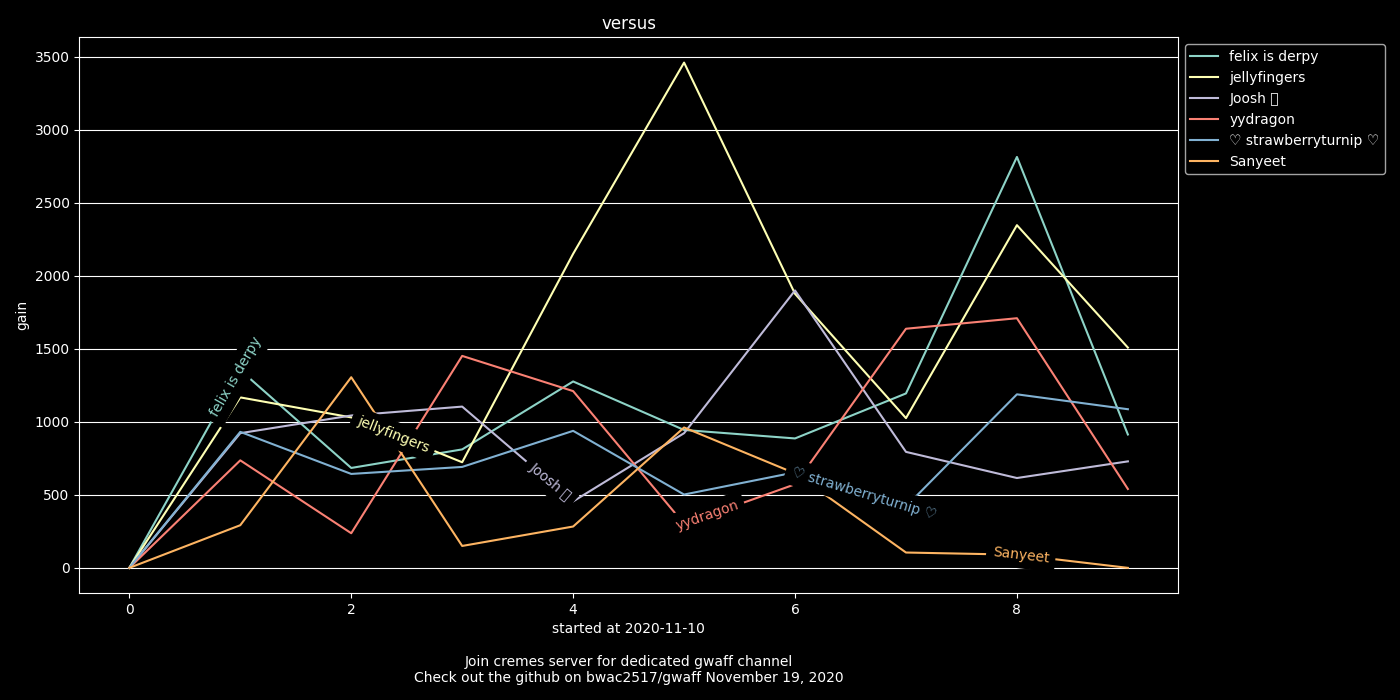 versus
3500
3000
2500
2000
1500
1000
500
0
gain
0 2 4 6 8
started at 2020-11-10
Join cremes server for dedicated gwaff channel
Check out the github on bwac2517/gwaff November 19, 2020
felix is derpy
jellyfingers
Joosh
yydragon
♡ strawberryturnip ♡
Sanyeet
felix is derpy
jellyfingers
Joosh
yydragon
♡ strawberryturnip ♡
Sanyeet